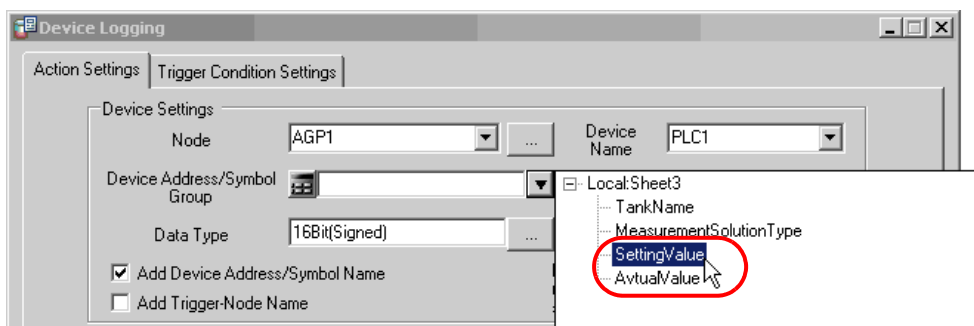 Device Logging
Action Settings Trigger Condition Settings
Device Settings
Node AGP1 ... Device Name PLC1
Device Address/Symbol Group
Local:Sheet3
TankName
MeasurementSolutionType
Data Type 16Bit(Signed) ...
SettingValue
Add Device Address/Symbol Name
AvtualValue
Add Trigger-Node Name